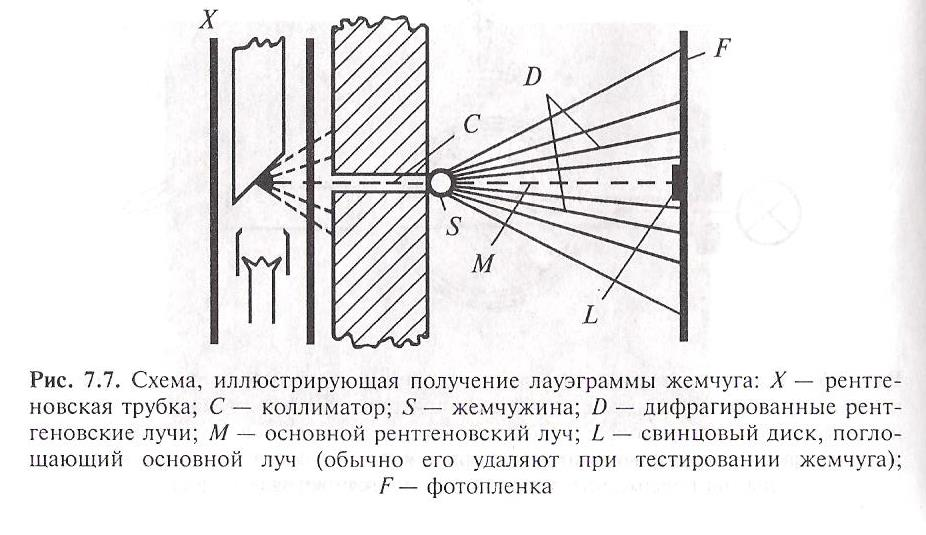 X
F
D
C
S
M
L
Рис. 7.7. Схема, иллюстрирующая получение лауэграммы жемчуга: X — рентге-
новская трубка; C — коллиматор; S — жемчужина; D — дифрагированные рент-
геновские лучи; M — основной рентгеновский луч; L — свинцовый диск, погло-
щающий основной луч (обычно его удаляют при тестировании жемчуга);
F — фотопленка